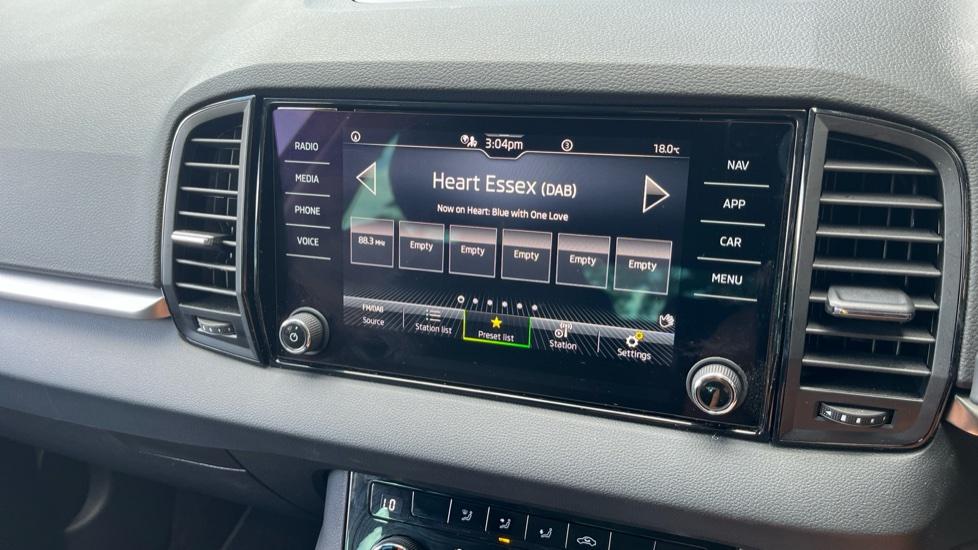 RADIO
MEDIA
PHONE
VOICE
3:04pm
3
18.0°C
Heart Essex (DAB)
Now on Heart: Blue with One Love
88.3 MHz
Empty
Empty
Empty
Empty
Empty
FM/DAB
Source
Station list
Preset list
Station
Settings
NAV
APP
CAR
MENU
LO